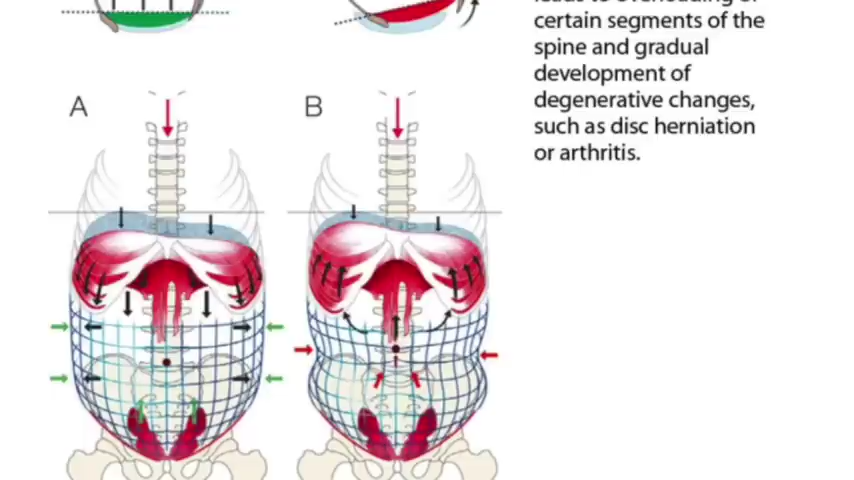 certain segments of the
spine and gradual
development of
degenerative changes,
such as disc herniation
or arthritis.
A
B